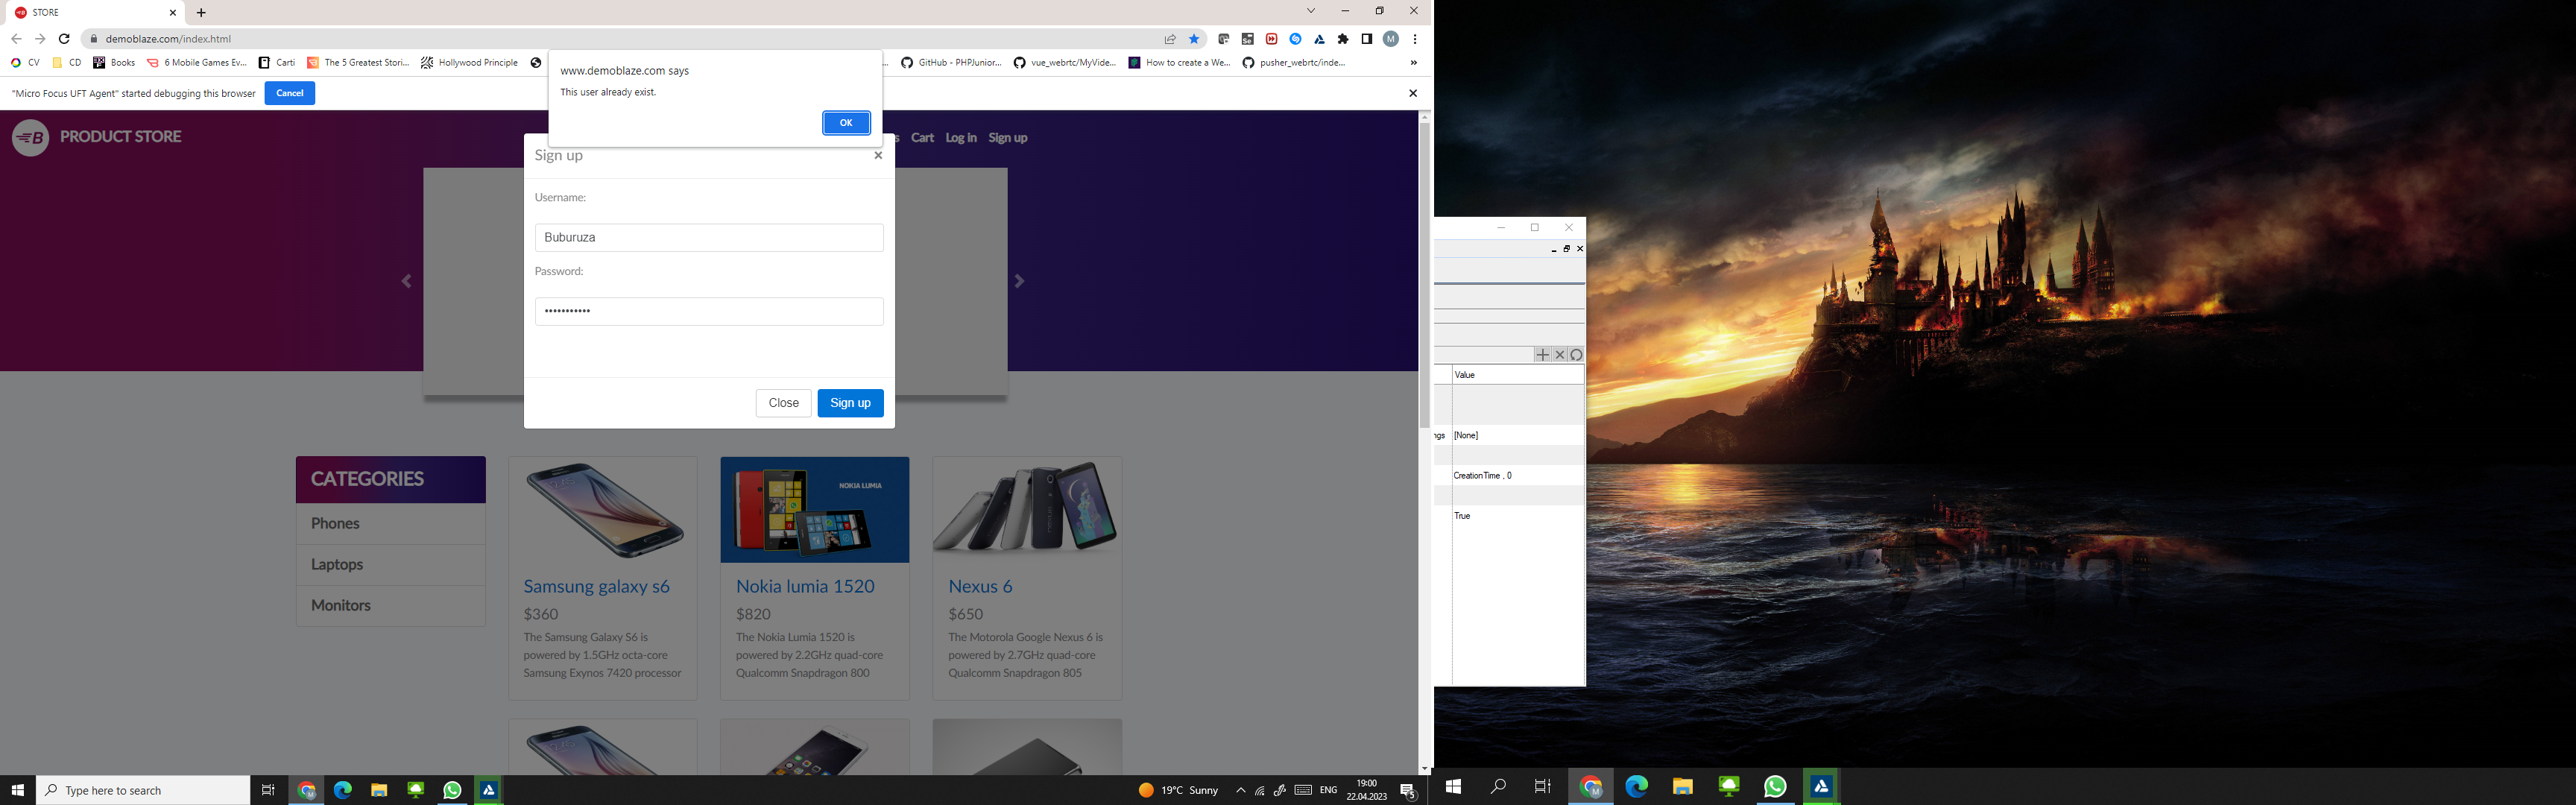 STORE
demoblaze.com/index.html
M
CV CD Books 6 Mobile Games Ev... Carti The 5 Greatest Stori... Hollywood Principle GitHub - PHPJunior... vue_webrtc/MyVide... How to create a We... pusher_webrtc/inde... »
"Micro Focus UFT Agent" started debugging this browser Cancel
www.demoblaze.com says
This user already exist.
OK
PRODUCT STORE
s Cart Log in Sign up
Sign up
Username:
Buburuza
Password:
•••••••••••
Close Sign up
CATEGORIES
Phones
Laptops
Monitors
Samsung galaxy s6
$360
The Samsung Galaxy S6 is
powered by 1.5GHz octa-core
Samsung Exynos 7420 processor
NOKIA LUMIA
Nokia lumia 1520
$820
The Nokia Lumia 1520 is
powered by 2.2GHz quad-core
Qualcomm Snapdragon 800
Nexus 6
$650
The Motorola Google Nexus 6 is
powered by 2.7GHz quad-core
Qualcomm Snapdragon 805
Value
ngs [None]
CreationTime , 0
True
Type here to search
19°C Sunny
ENG
19:00
22.04.2023
5